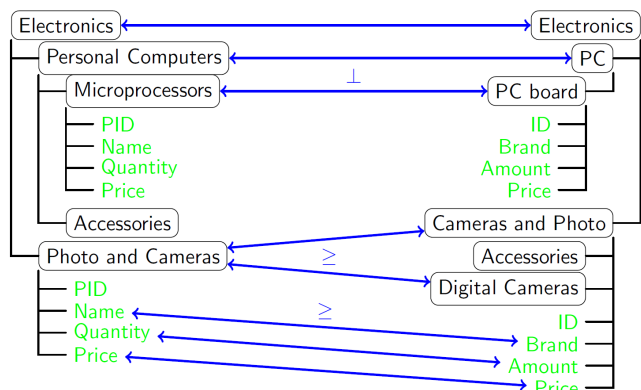 Electronics Electronics
Personal Computers PC
⊥
Microprocessors PC board
PID ID
Name Brand
Quantity Amount
Price Price
Accessories Cameras and Photo
Photo and Cameras ≥ Accessories
Digital Cameras
PID
Name ≥ ID
Quantity Brand
Price Amount
Price